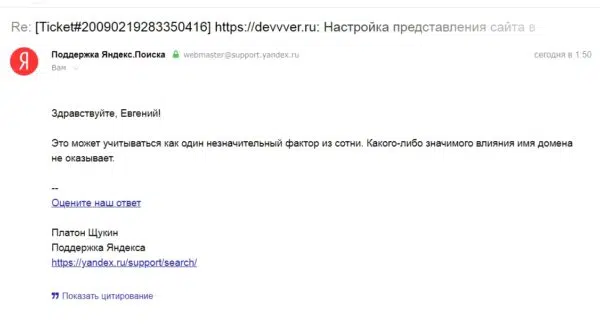 Re: [Ticket#20090219283350416] https://devvver.ru: Настройка представления сайта в
Я
Поддержка Яндекс.Поиска webmaster@support.yandex.ru
сегодня в 1:50
Вам
Здравствуйте, Евгений!
Это может учитываться как один незначительный фактор из сотни. Какого-либо значимого влияния имя домена
не оказывает.
--
Оцените наш ответ
Платон Щукин
Поддержка Яндекса
https://yandex.ru/support/search/
Показать цитирование